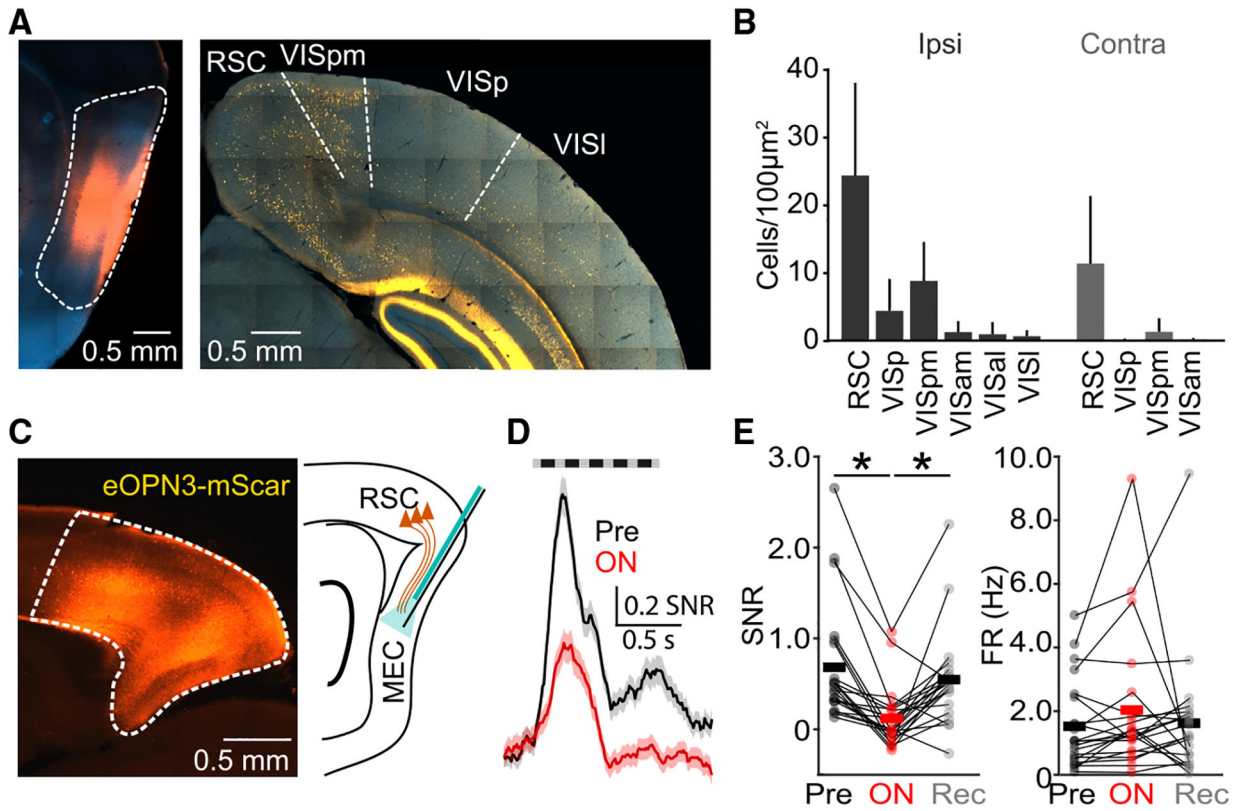 A
RSC
VISpm
VISp
VISl
0.5 mm
0.5 mm
B
Ipsi
Contra
Cells/100µm²
40
30
20
10
0
RSC
VISp
VISpm
VISam
VISal
VISl
RSC
VISp
VISpm
VISam
C
eOPN3-mScar
0.5 mm
RSC
MEC
D
Pre
ON
0.2 SNR
0.5 s
E
SNR
3.0
2.0
1.0
0
* *
Pre ON Rec
FR (Hz)
10.0
8.0
6.0
4.0
2.0
0
Pre ON Rec